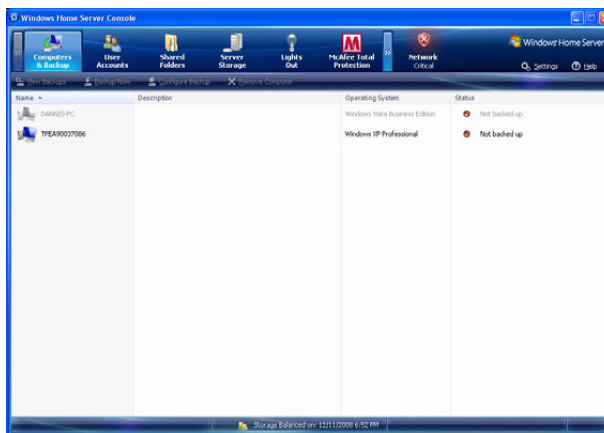 Windows Home Server Console
Computers & Backup
User Accounts
Shared Folders
Server Storage
Lights Out
McAfee Total Protection
Network Critical
Windows Home Server
Settings
Help
View Backups
Backup Now
Configure Backup
Remove Computer
Name Description Operating System Status
DANNIS-PC Windows Vista Business Edition Not backed up
TPEA90037086 Windows XP Professional Not backed up
Storage Balanced on: 12/11/2008 6:52 PM